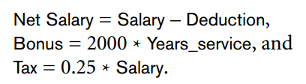 Net Salary = Salary – Deduction,
Bonus = 2000 * Years_service, and
Tax = 0.25 * Salary.